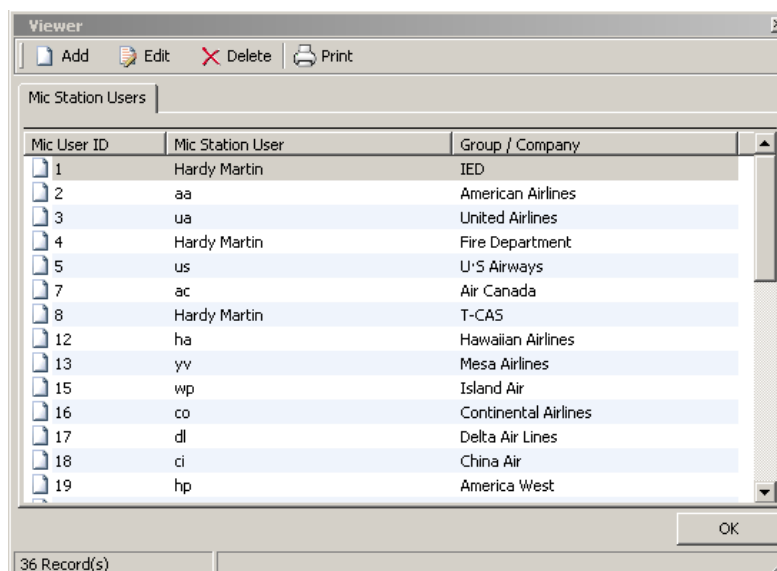 Viewer
Add Edit Delete Print
Mic Station Users
Mic User ID Mic Station User Group / Company
1 Hardy Martin IED
2 aa American Airlines
3 ua United Airlines
4 Hardy Martin Fire Department
5 us U·S Airways
7 ac Air Canada
8 Hardy Martin T-CAS
12 ha Hawaiian Airlines
13 yv Mesa Airlines
15 wp Island Air
16 co Continental Airlines
17 dl Delta Air Lines
18 ci China Air
19 hp America West
OK
36 Record(s)